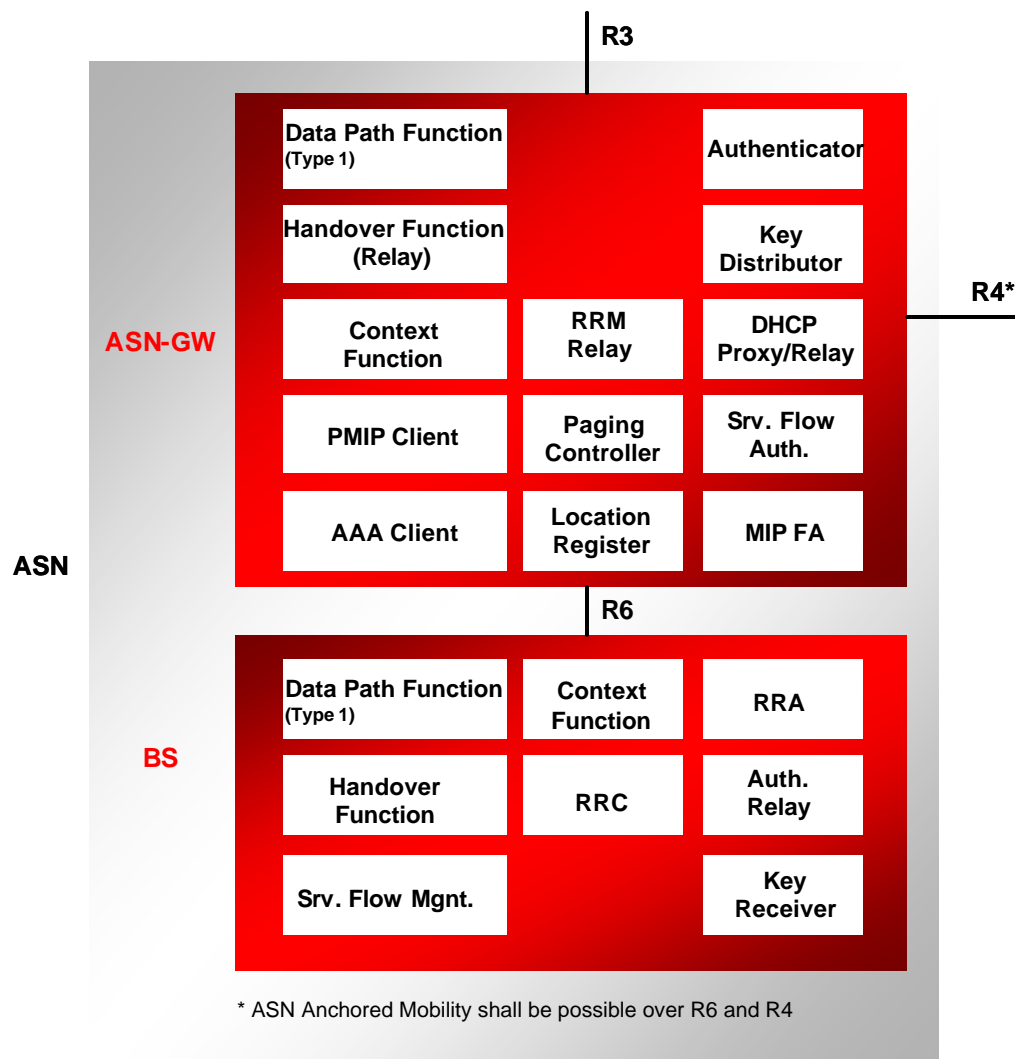 R3
Data Path Function
(Type 1)
Authenticator
Handover Function
(Relay)
Key
Distributor
R4*
ASN-GW
Context
Function
RRM
Relay
DHCP
Proxy/Relay
PMIP Client
Paging
Controller
Srv. Flow
Auth.
AAA Client
Location
Register
MIP FA
ASN
R6
Data Path Function
(Type 1)
Context
Function
RRA
BS
Handover
Function
RRC
Auth.
Relay
Srv. Flow Mgnt.
Key
Receiver
* ASN Anchored Mobility shall be possible over R6 and R4